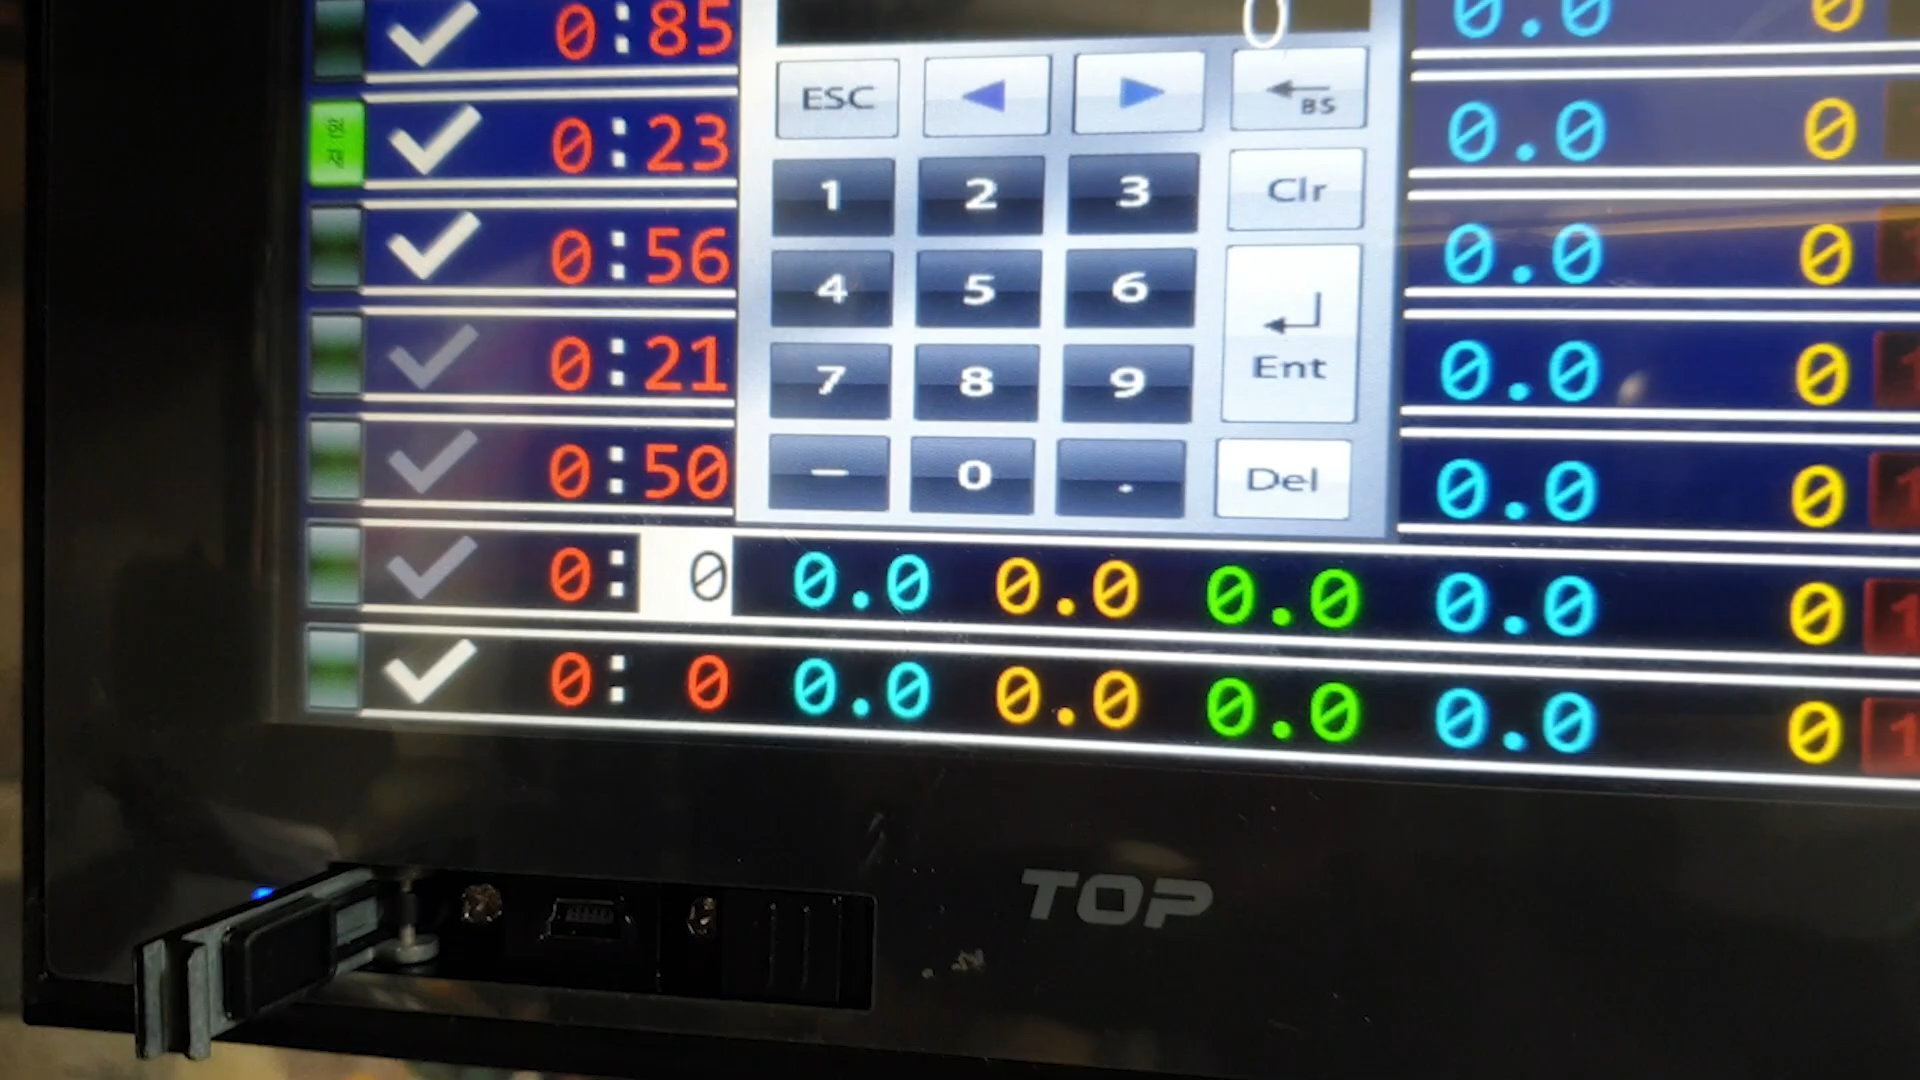 0:85 0 0.0 0
ESC BS
0:23 0.0 0
1 2 3 Clr
0:56 0.0 0
4 5 6
0:21 Ent 0.0 0
7 8 9
0:50 - 0 . Del 0.0 0
0: 0 0.0 0.0 0.0 0.0 0 1
0: 0 0.0 0.0 0.0 0.0 0 1
TOP